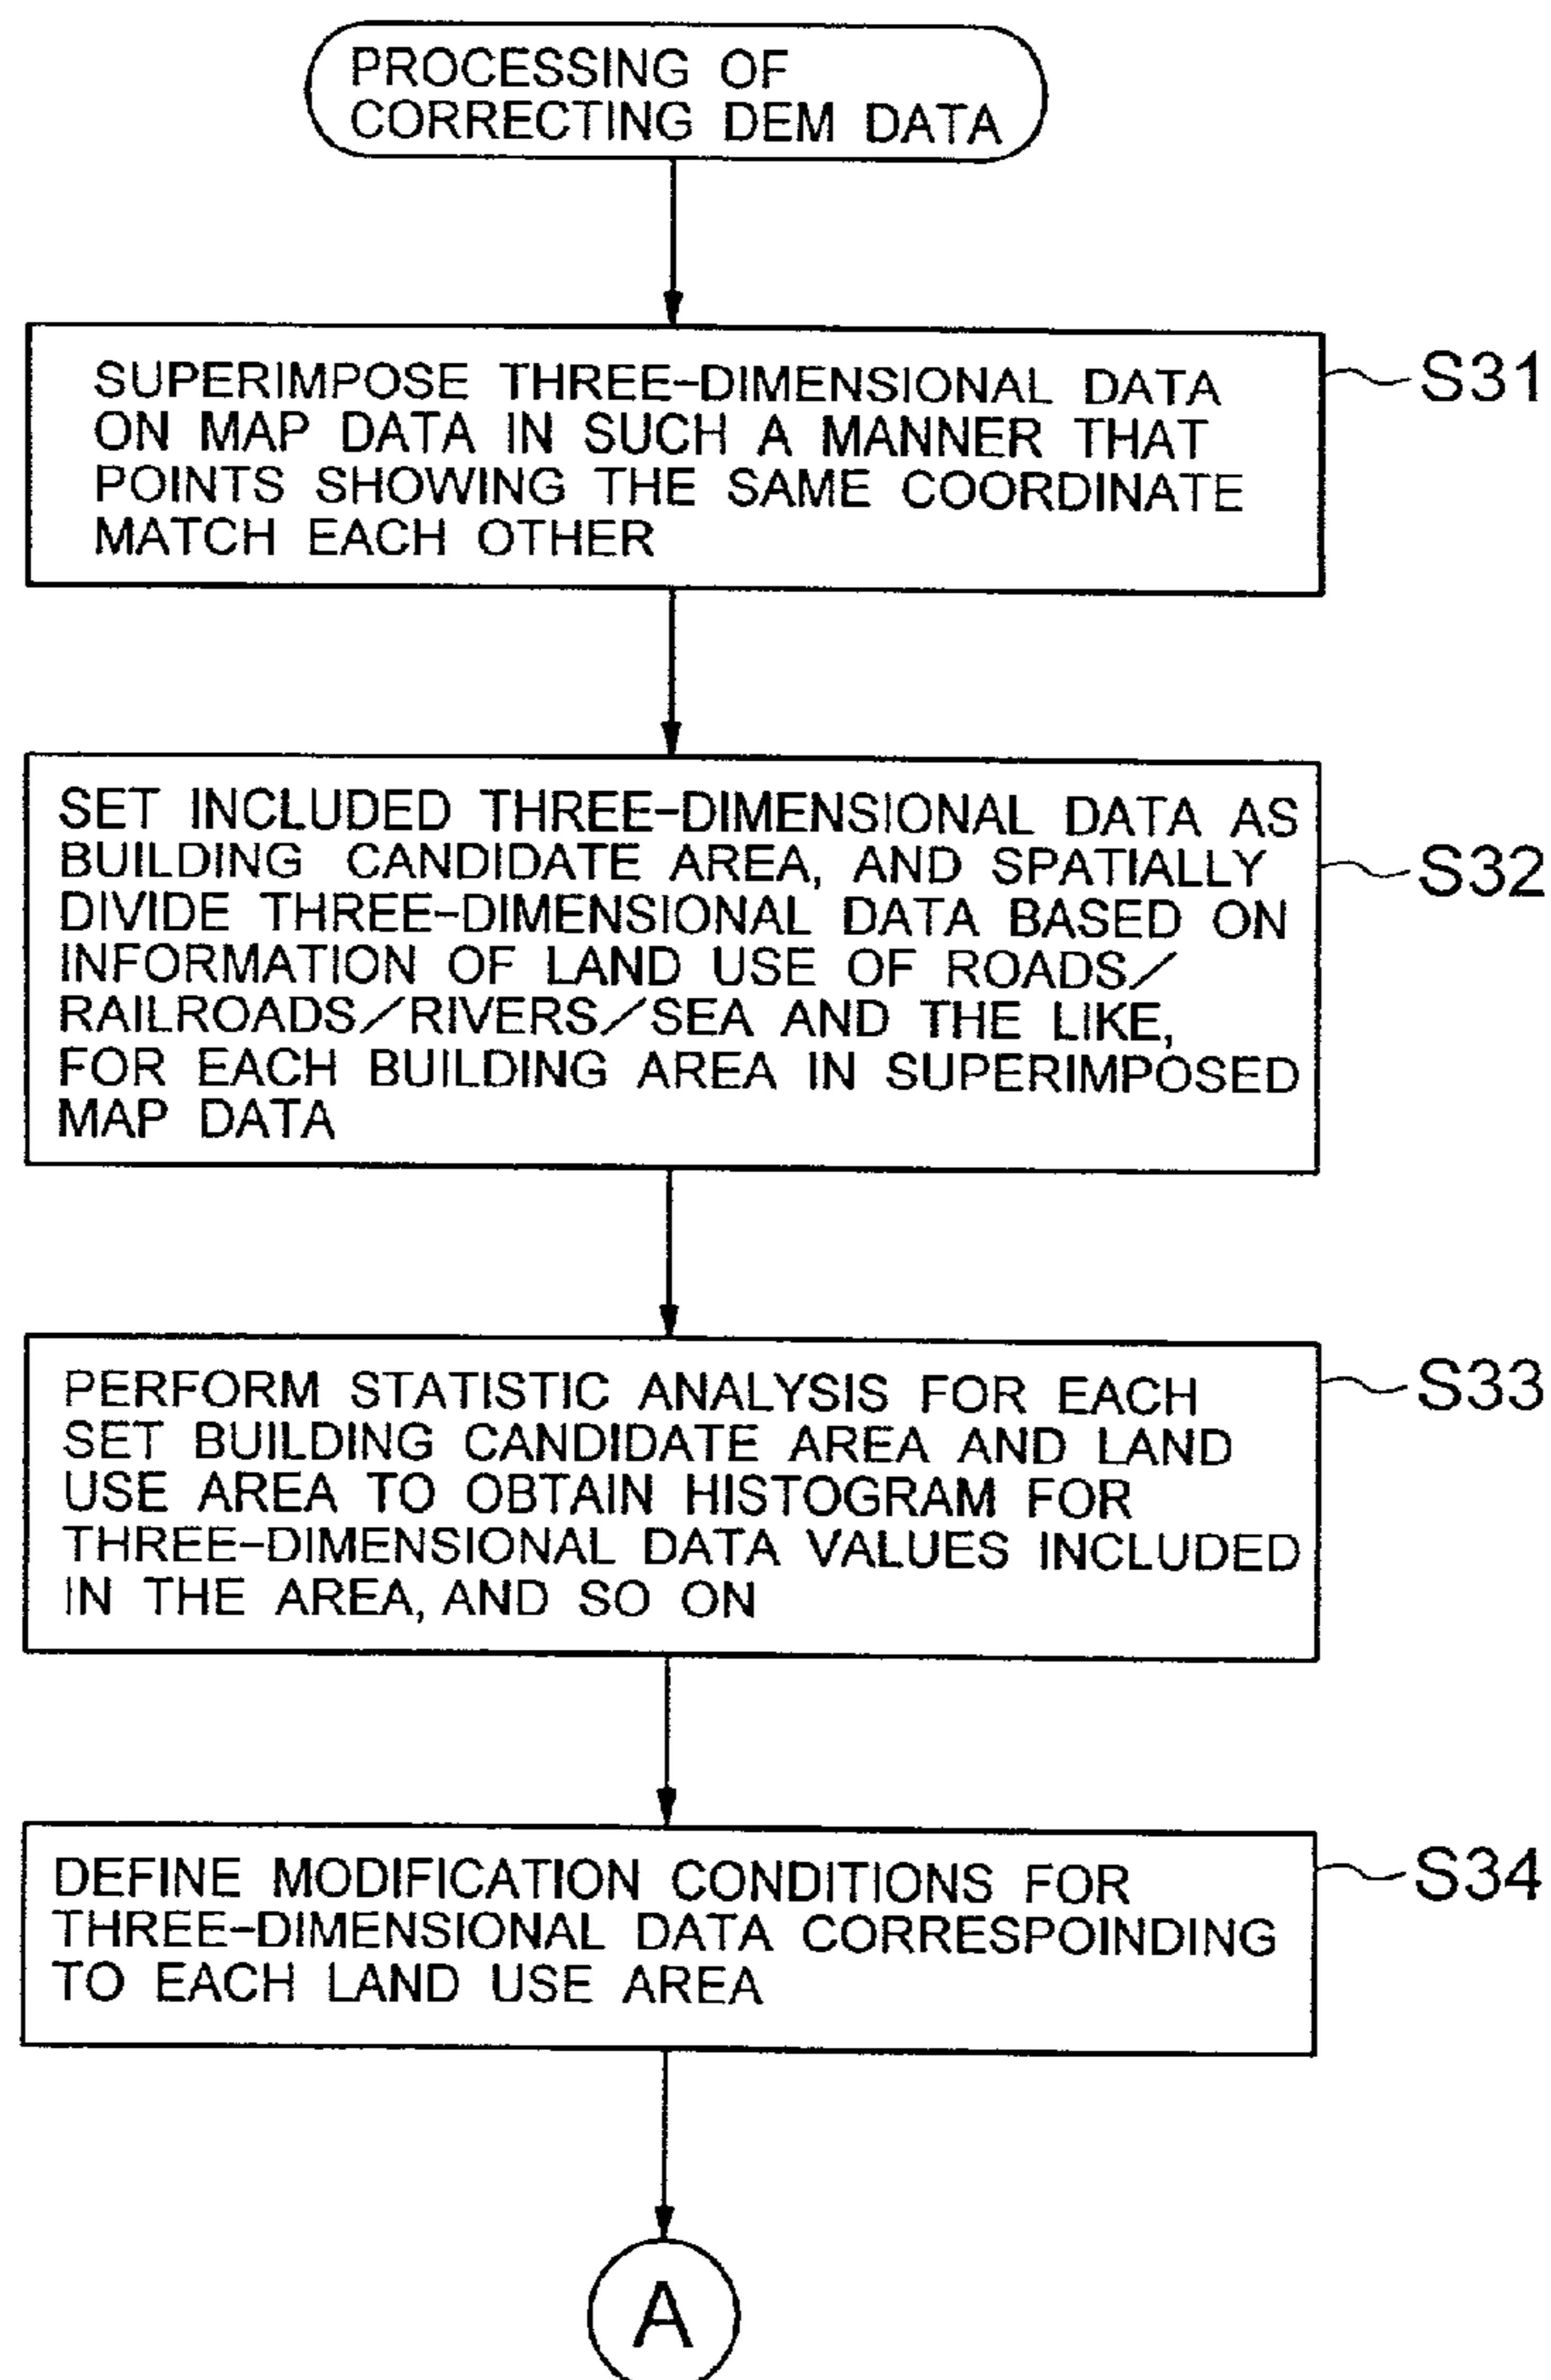 PROCESSING OF
CORRECTING DEM DATA
SUPERIMPOSE THREE-DIMENSIONAL DATA
ON MAP DATA IN SUCH A MANNER THAT
POINTS SHOWING THE SAME COORDINATE
MATCH EACH OTHER
S31
SET INCLUDED THREE-DIMENSIONAL DATA AS
BUILDING CANDIDATE AREA, AND SPATIALLY
DIVIDE THREE-DIMENSIONAL DATA BASED ON
INFORMATION OF LAND USE OF ROADS/
RAILROADS/RIVERS/SEA AND THE LIKE,
FOR EACH BUILDING AREA IN SUPERIMPOSED
MAP DATA
S32
PERFORM STATISTIC ANALYSIS FOR EACH
SET BUILDING CANDIDATE AREA AND LAND
USE AREA TO OBTAIN HISTOGRAM FOR
THREE-DIMENSIONAL DATA VALUES INCLUDED
IN THE AREA, AND SO ON
S33
DEFINE MODIFICATION CONDITIONS FOR
THREE-DIMENSIONAL DATA CORRESPOINDING
TO EACH LAND USE AREA
S34
A